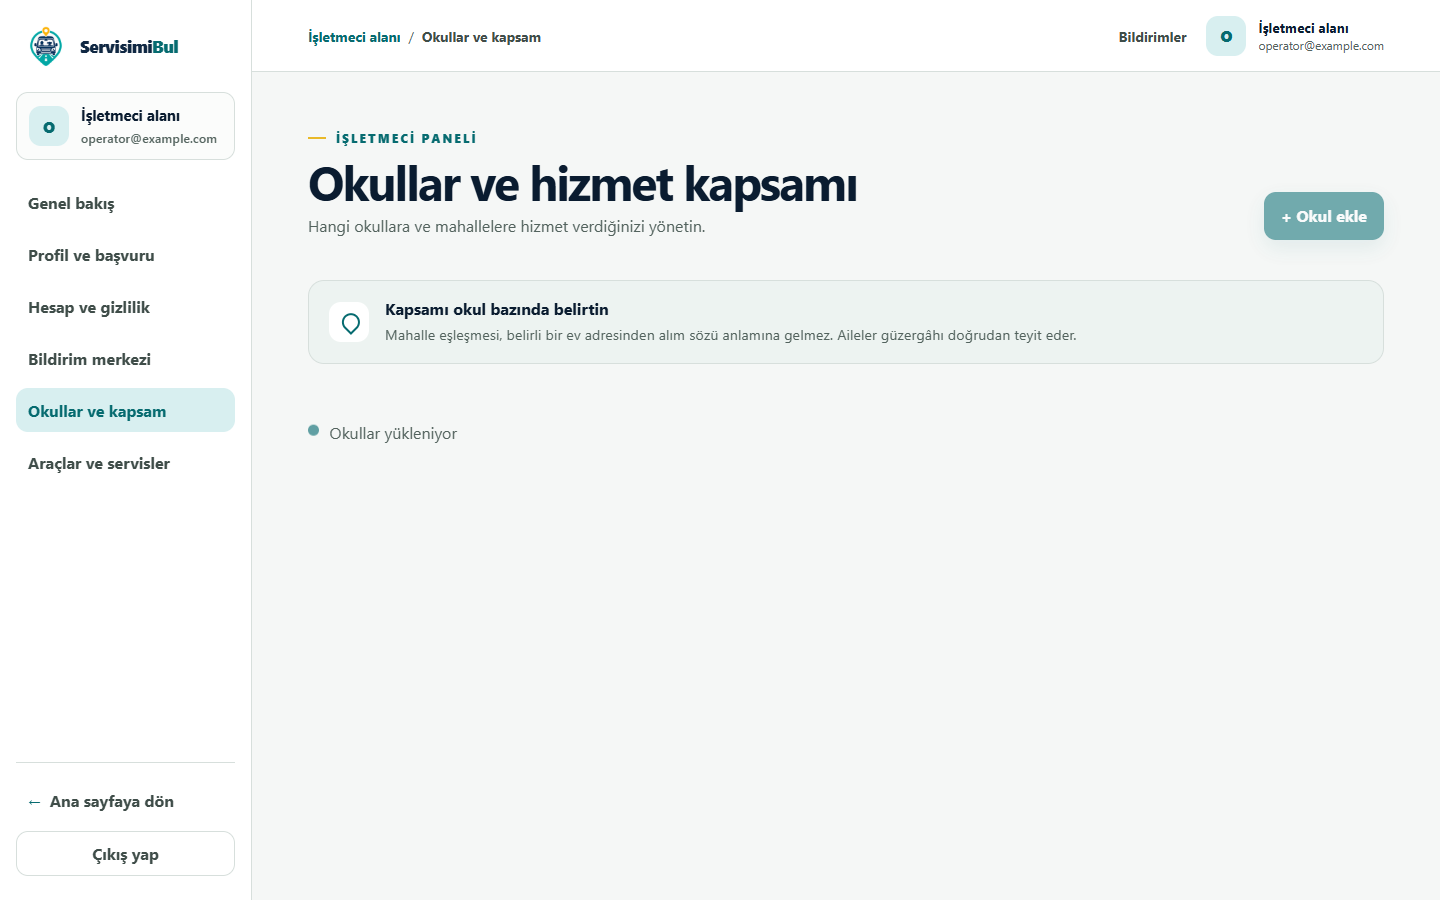 ServisimiBul
O
İşletmeci alanı
operator@example.com
Genel bakış
Profil ve başvuru
Hesap ve gizlilik
Bildirim merkezi
Okullar ve kapsam
Araçlar ve servisler
← Ana sayfaya dön
Çıkış yap
İşletmeci alanı / Okullar ve kapsam
Bildirimler
O
İşletmeci alanı
operator@example.com
İŞLETMECİ PANELİ
Okullar ve hizmet kapsamı
Hangi okullara ve mahallelere hizmet verdiğinizi yönetin.
+ Okul ekle
Kapsamı okul bazında belirtin
Mahalle eşleşmesi, belirli bir ev adresinden alım sözü anlamına gelmez. Aileler güzergâhı doğrudan teyit eder.
Okullar yükleniyor